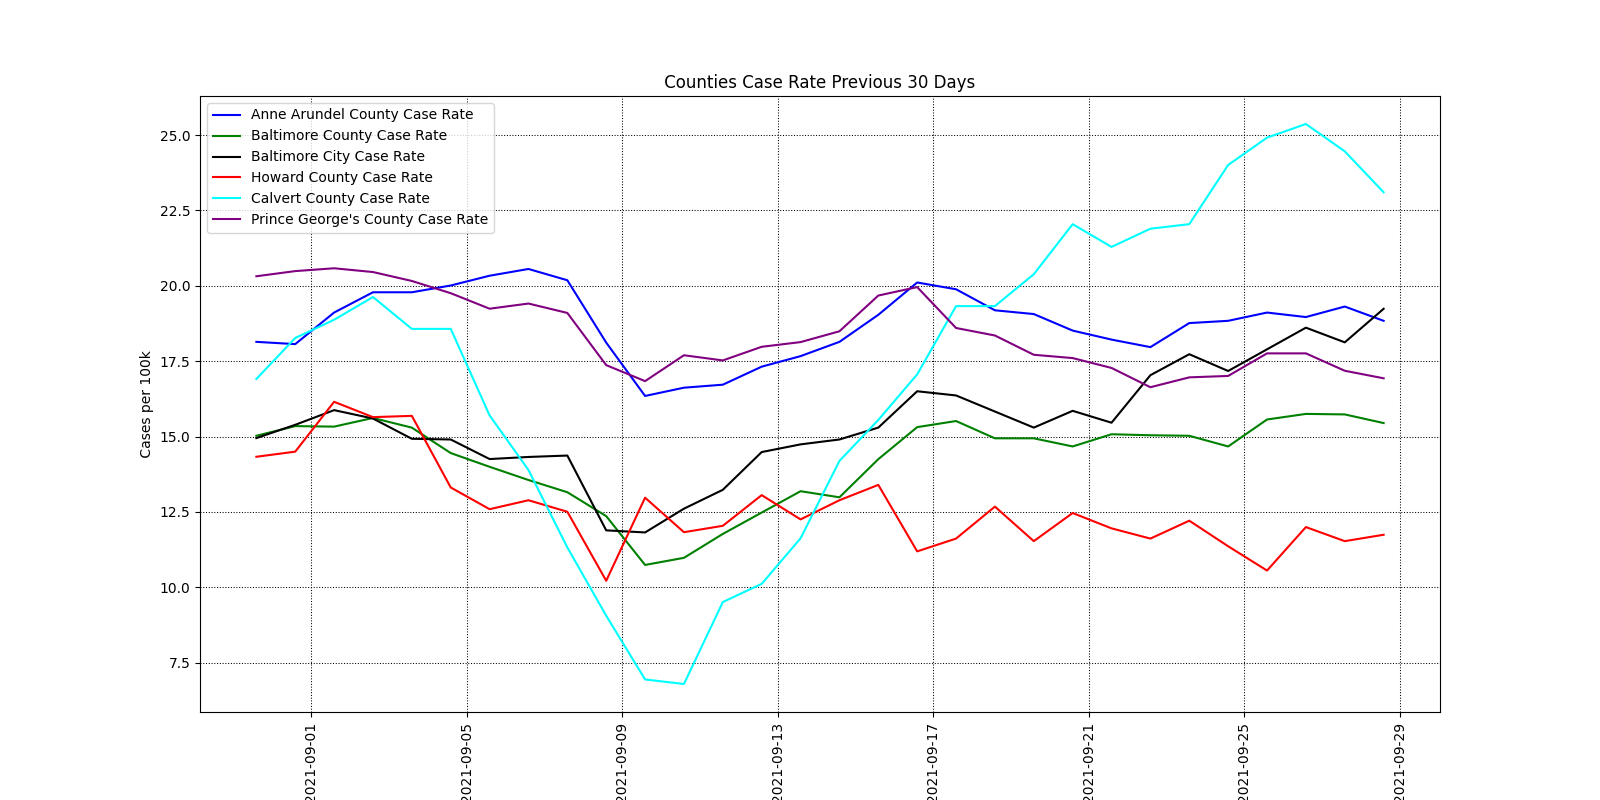 Counties Case Rate Previous 30 Days
Anne Arundel County Case Rate
Baltimore County Case Rate
Baltimore City Case Rate
Howard County Case Rate
Calvert County Case Rate
Prince George's County Case Rate
Cases per 100k
25.0
22.5
20.0
17.5
15.0
12.5
10.0
7.5
2021-09-01
2021-09-05
2021-09-09
2021-09-13
2021-09-17
2021-09-21
2021-09-25
2021-09-29